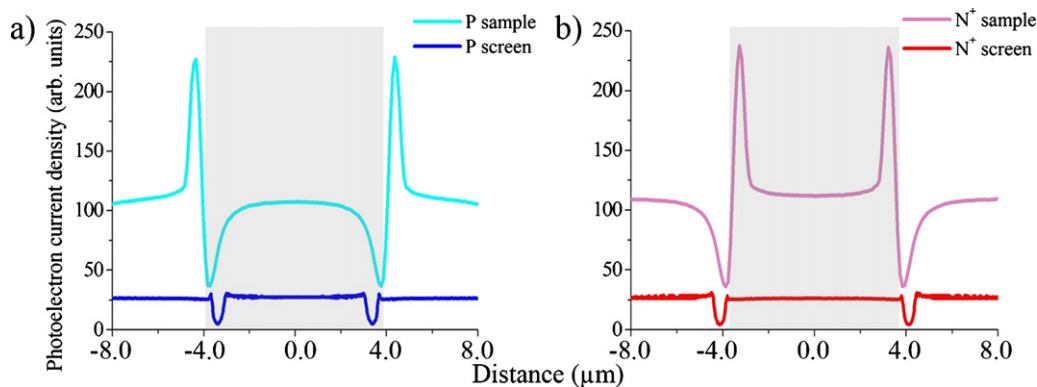 a)
P sample
P screen
Photoelectron current density (arb. units)
250
200
150
100
50
0
-8.0 -4.0 0.0 4.0 8.0
b)
N+ sample
N+ screen
250
200
150
100
50
0
-8.0 -4.0 0.0 4.0 8.0
Distance (µm)